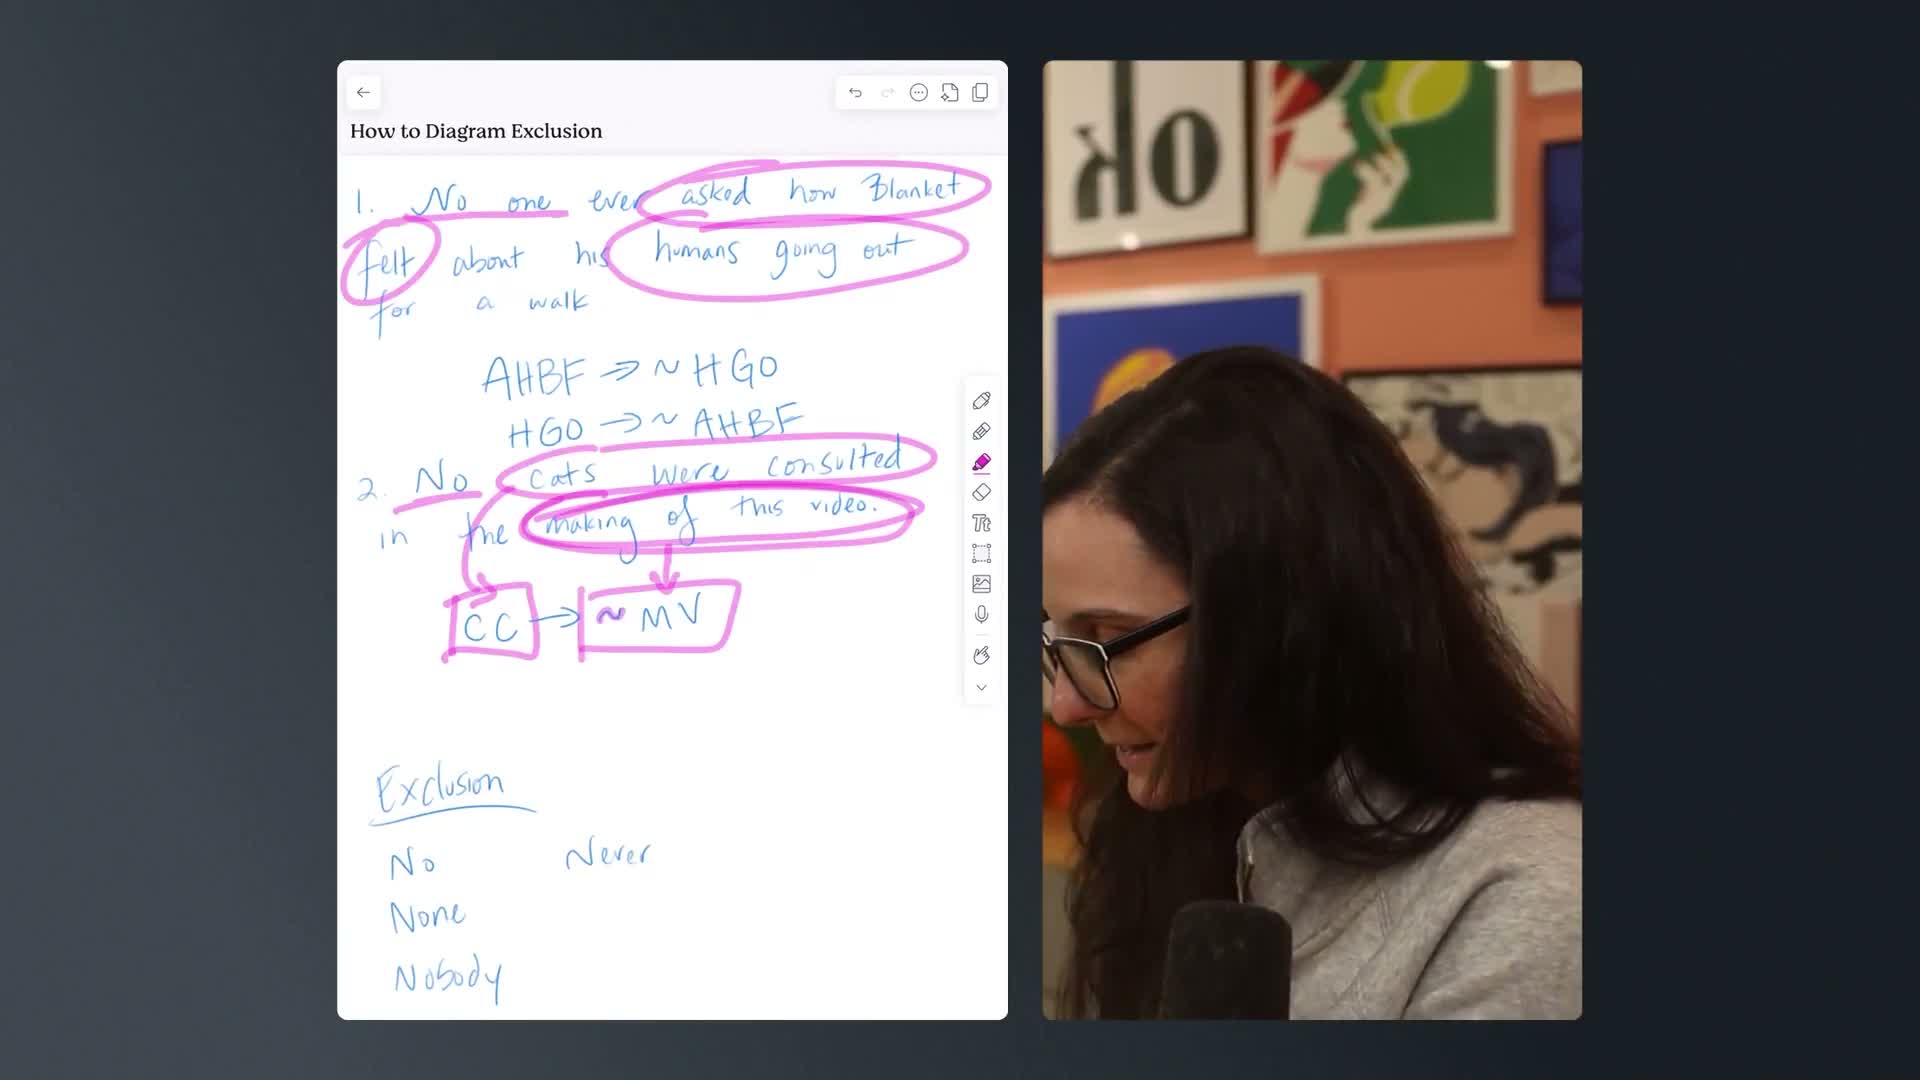 How to Diagram Exclusion
1. No one ever asked how Blanket
felt about his humans going out
for a walk
AHBF → ~ HGO
HGO → ~ AHBF
2. No cats were consulted
in the making of this video.
CC → ~ MV
Exclusion
No Never
None
Nobody
Tt
ok